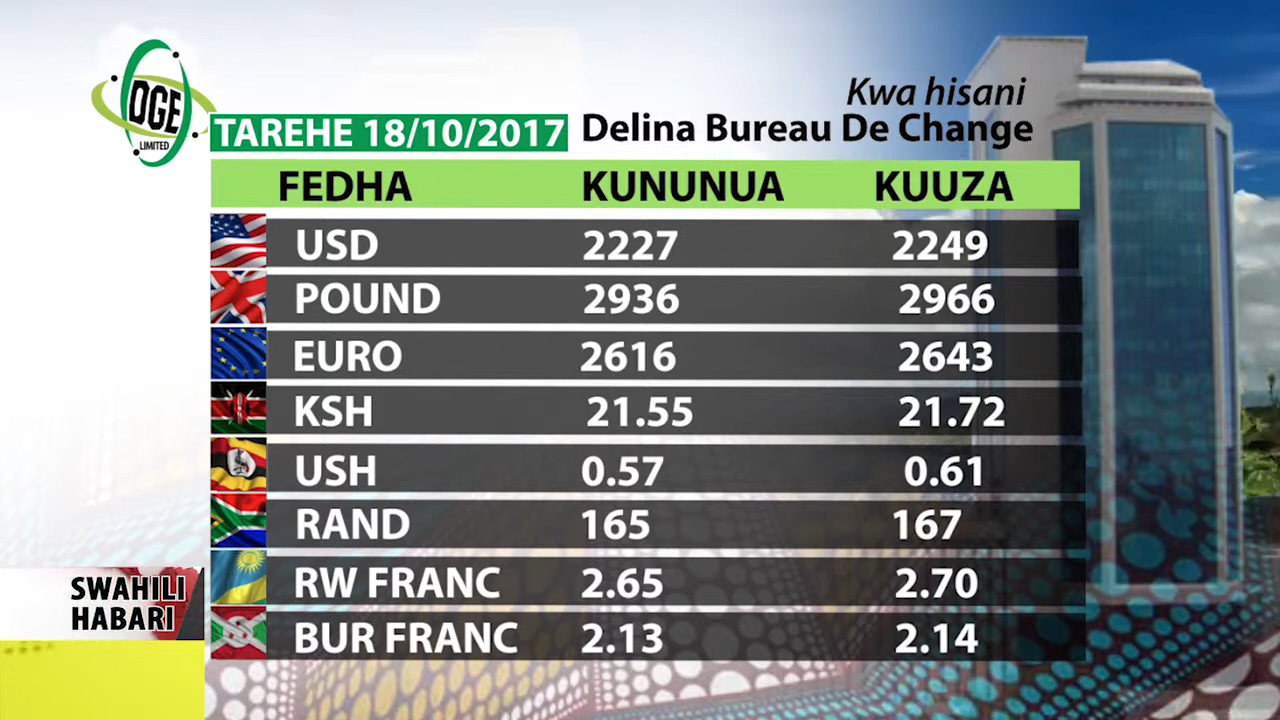 DGE
LIMITED
Kwa hisani
TAREHE 18/10/2017 Delina Bureau De Change
FEDHA KUNUNUA KUUZA
USD 2227 2249
POUND 2936 2966
EURO 2616 2643
KSH 21.55 21.72
USH 0.57 0.61
RAND 165 167
RW FRANC 2.65 2.70
BUR FRANC 2.13 2.14
SWAHILI
HABARI